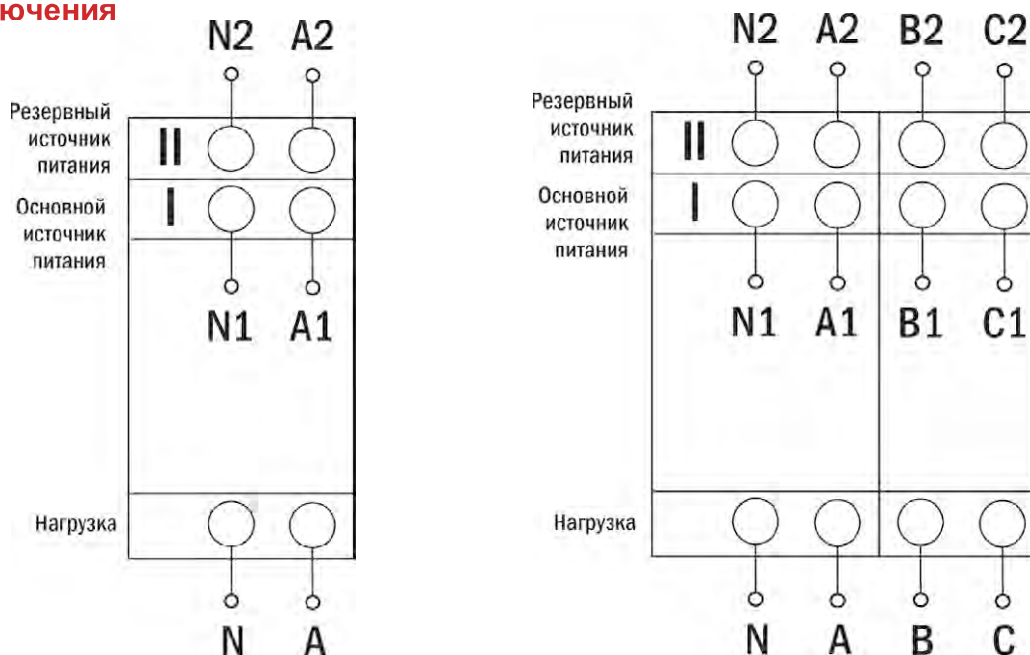 ючения
N2 A2
Резервный
источник
питания
II
Основной
источник
питания
I
N1 A1
Нагрузка
N A
N2 A2 B2 C2
Резервный
источник
питания
II
Основной
источник
питания
I
N1 A1 B1 C1
Нагрузка
N A B C